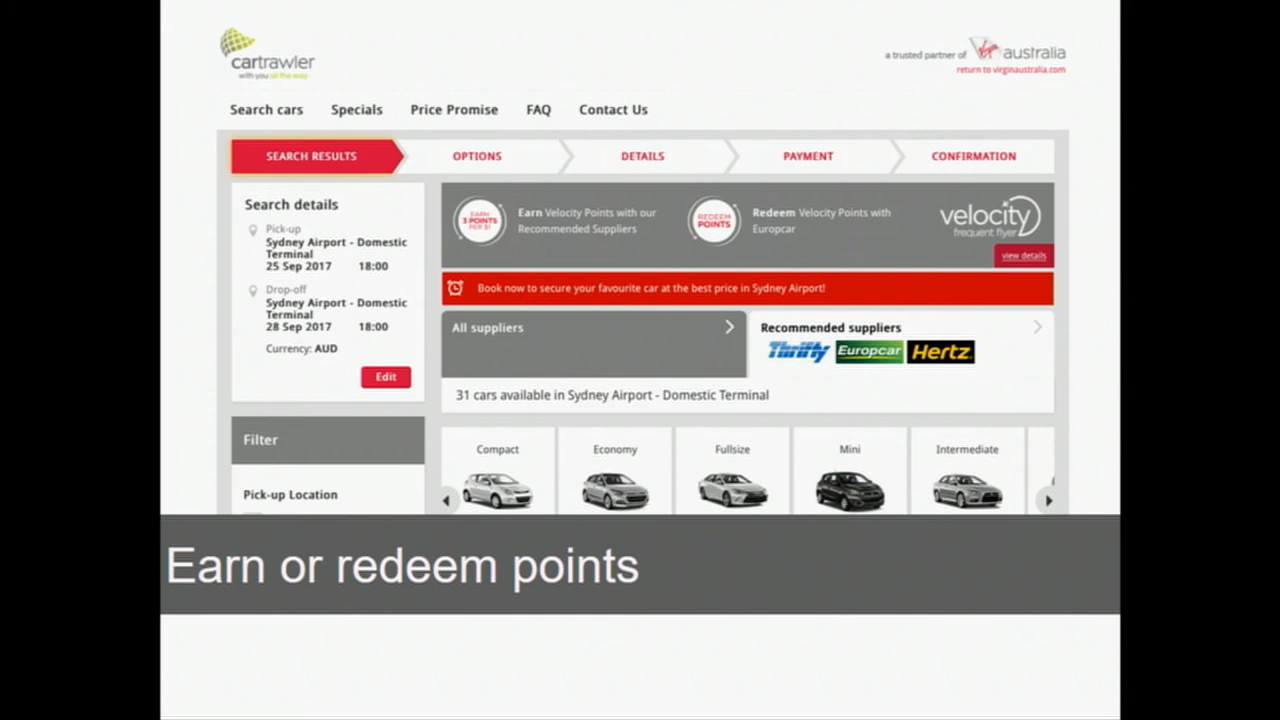 cartrawler
with you all the way
a trusted partner of Virgin australia
return to virginaustralia.com
Search cars Specials Price Promise FAQ Contact Us
SEARCH RESULTS OPTIONS DETAILS PAYMENT CONFIRMATION
Search details
Pick-up
Sydney Airport - Domestic
Terminal
25 Sep 2017 18:00
Drop-off
Sydney Airport - Domestic
Terminal
28 Sep 2017 18:00
Currency: AUD
Edit
Filter
Pick-up Location
EARN
3 POINTS
PER $1
Earn Velocity Points with our
Recommended Suppliers
REDEEM
POINTS
Redeem Velocity Points with
Europcar
velocity
frequent flyer
view details
Book now to secure your favourite car at the best price in Sydney Airport!
All suppliers
Recommended suppliers
Thrifty Europcar Hertz.
31 cars available in Sydney Airport - Domestic Terminal
Compact Economy Fullsize Mini Intermediate
Earn or redeem points